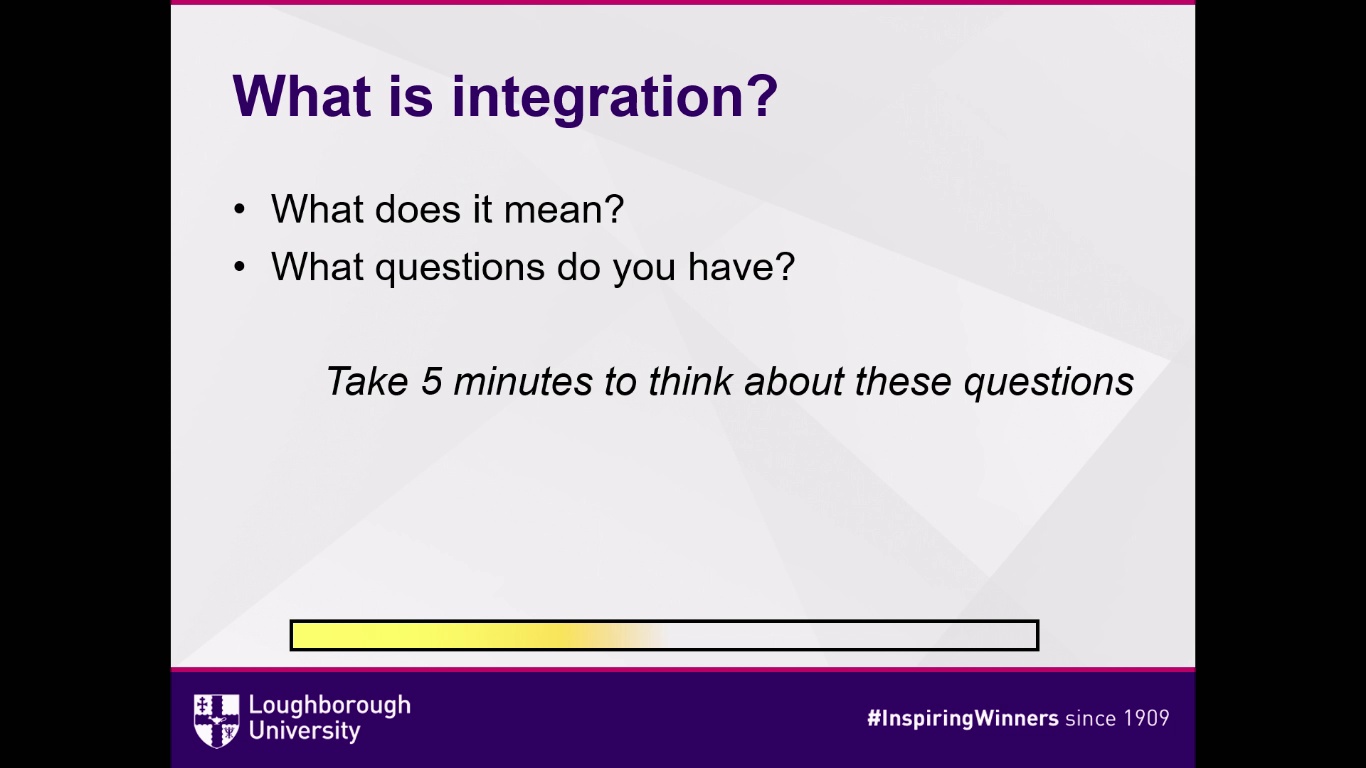 What is integration?
• What does it mean?
• What questions do you have?
Take 5 minutes to think about these questions
Loughborough
University
#InspiringWinners since 1909